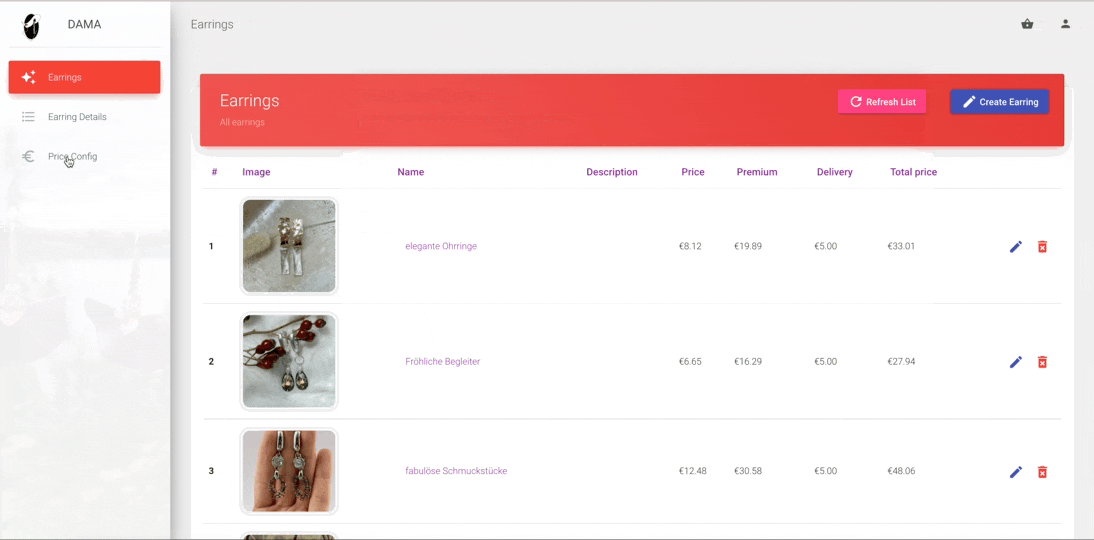 DAMA
Earrings
Earrings
Earring Details
Price Config
Earrings
All earrings
Refresh List
Create Earring
# Image Name Description Price Premium Delivery Total price
1 elegante Ohrringe €8.12 €19.89 €5.00 €33.01
2 Fröhliche Begleiter €6.65 €16.29 €5.00 €27.94
3 fabulöse Schmuckstücke €12.48 €30.58 €5.00 €48.06